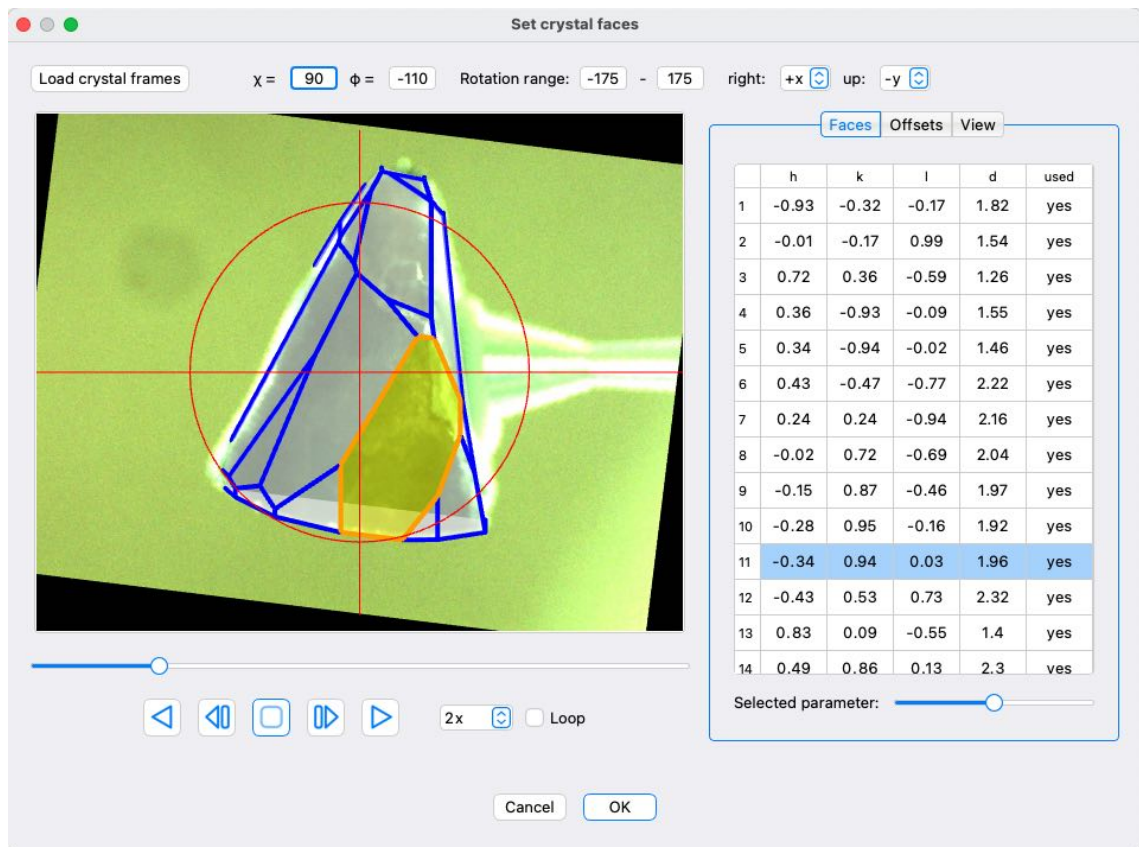 Set crystal faces
Load crystal frames χ = 90 ϕ = -110 Rotation range: -175 - 175 right: +x up: -y
Faces Offsets View
h k l d used
1 -0.93 -0.32 -0.17 1.82 yes
2 -0.01 -0.17 0.99 1.54 yes
3 0.72 0.36 -0.59 1.26 yes
4 0.36 -0.93 -0.09 1.55 yes
5 0.34 -0.94 -0.02 1.46 yes
6 0.43 -0.47 -0.77 2.22 yes
7 0.24 0.24 -0.94 2.16 yes
8 -0.02 0.72 -0.69 2.04 yes
9 -0.15 0.87 -0.46 1.97 yes
10 -0.28 0.95 -0.16 1.92 yes
11 -0.34 0.94 0.03 1.96 yes
12 -0.43 0.53 0.73 2.32 yes
13 0.83 0.09 -0.55 1.4 yes
14 0.49 0.86 0.13 2.3 yes
Selected parameter:
2x Loop
Cancel OK